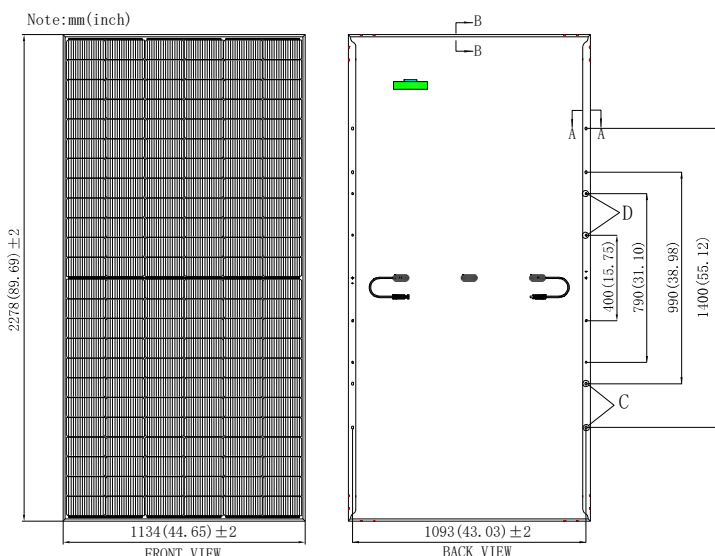 Note:mm(inch)
B
B
A
A
D
C
2278(89.69)±2
400(15.75)
790(31.10)
990(38.98)
1400(55.12)
1134(44.65)±2
1093(43.03)±2
FRONT VIEW
BACK VIEW